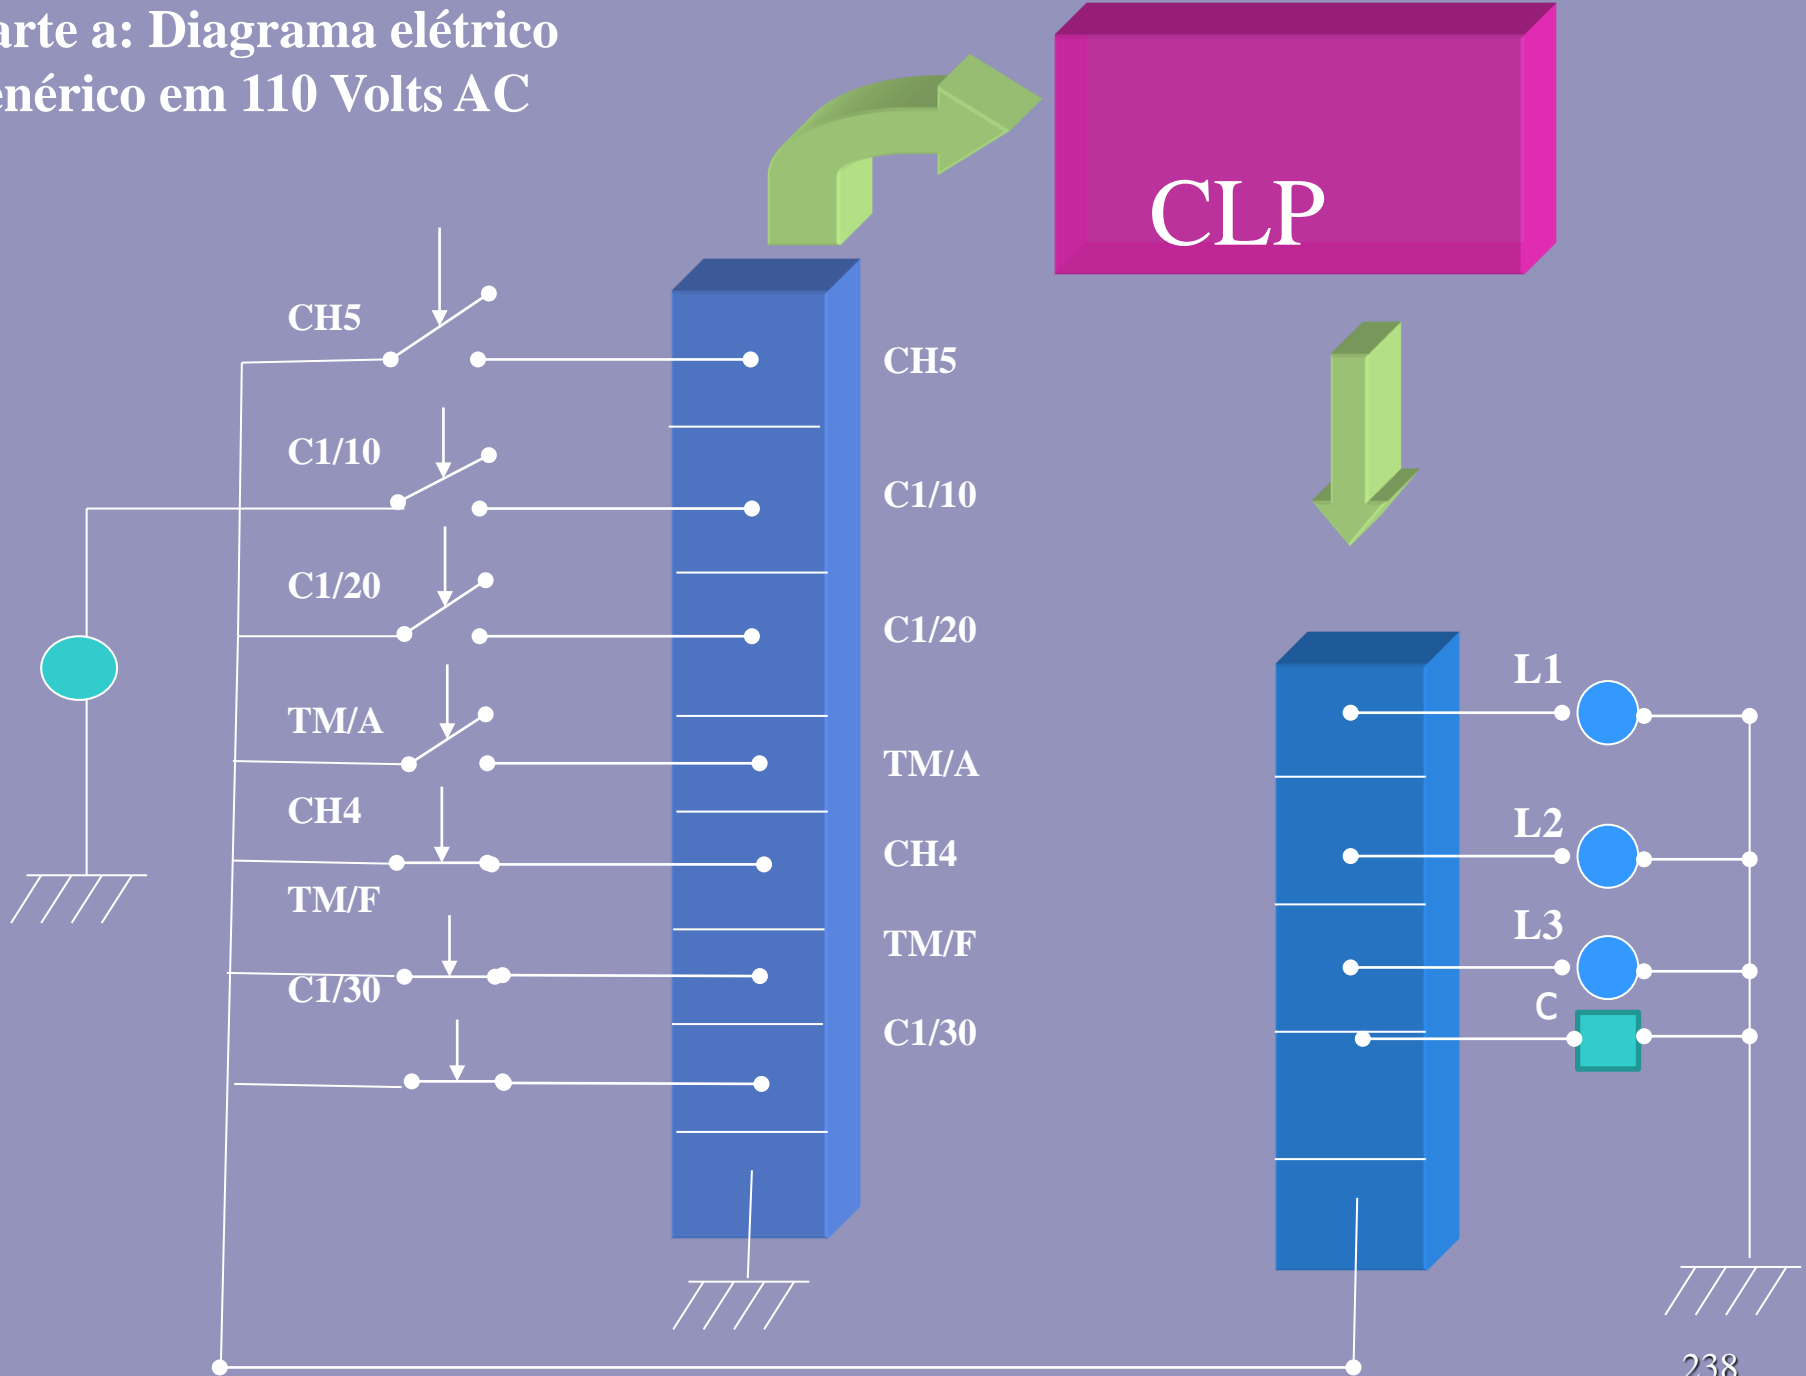 arte a: Diagrama elétrico
enérico em 110 Volts AC
CLP
CH5
CH5
C1/10
C1/10
C1/20
C1/20
TM/A
TM/A
CH4
CH4
TM/F
TM/F
C1/30
C1/30
L1
L2
L3
C
238